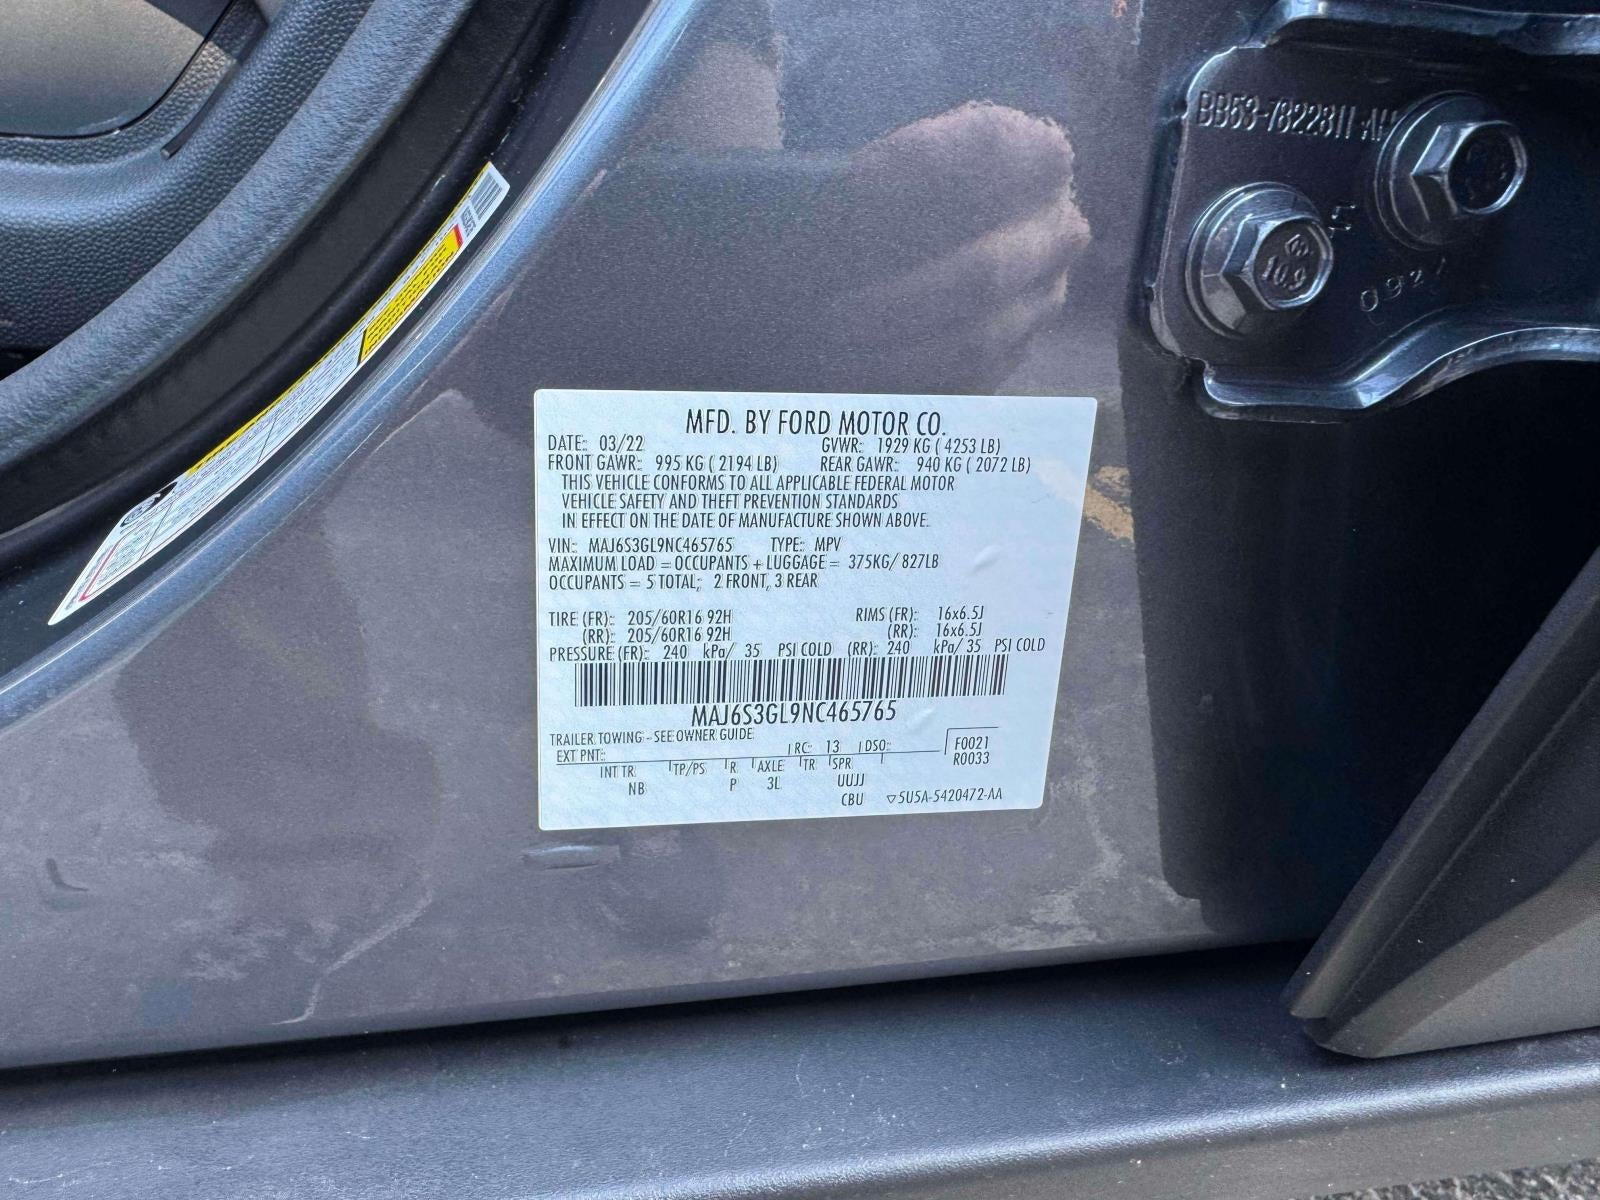 BB53-7822811-A
10.9
MFD. BY FORD MOTOR CO.
DATE: 03/22 GVWR: 1929 KG ( 4253 LB)
FRONT GAWR: 995 KG ( 2194 LB) REAR GAWR: 940 KG ( 2072 LB)
THIS VEHICLE CONFORMS TO ALL APPLICABLE FEDERAL MOTOR
VEHICLE SAFETY AND THEFT PREVENTION STANDARDS
IN EFFECT ON THE DATE OF MANUFACTURE SHOWN ABOVE.
VIN: MAJ6S3GL9NC465765 TYPE: MPV
MAXIMUM LOAD = OCCUPANTS + LUGGAGE = 375KG/ 827LB
OCCUPANTS = 5 TOTAL; 2 FRONT, 3 REAR
TIRE (FR): 205/60R16 92H RIMS (FR): 16x6.5J
(RR): 205/60R16 92H (RR): 16x6.5J
PRESSURE (FR): 240 kPa/ 35 PSI COLD (RR): 240 kPa/ 35 PSI COLD
MAJ6S3GL9NC465765
TRAILER TOWING - SEE OWNER GUIDE
EXT PNT: RC: 13 DSO: F0021
INT TR TP/PS R AXLE TR SPR R0033
NB P 3L UUJJ
CBU ▽5U5A-5420472-AA